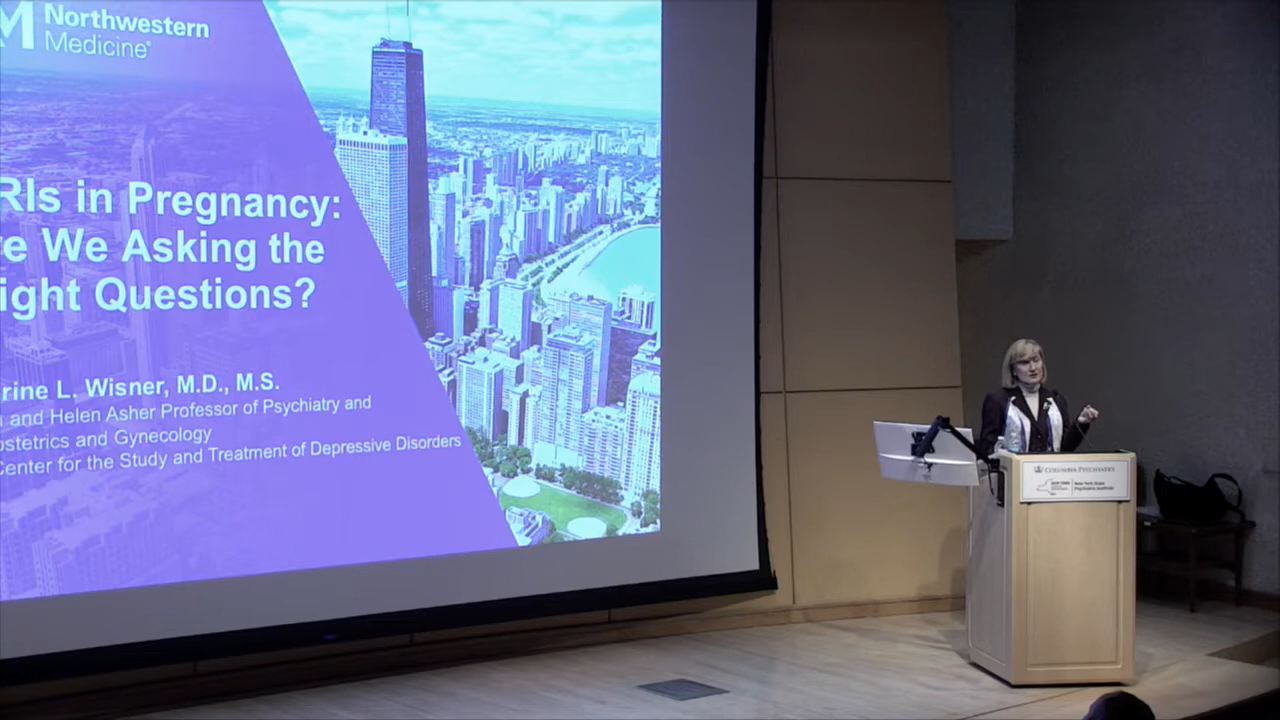 M Northwestern
Medicine®
RIs in Pregnancy:
re We Asking the
ight Questions?
rine L. Wisner, M.D., M.S.
and Helen Asher Professor of Psychiatry and
bstetrics and Gynecology
Center for the Study and Treatment of Depressive Disorders
COLUMBIA PSYCHIATRY
New York State
Psychiatric Institute